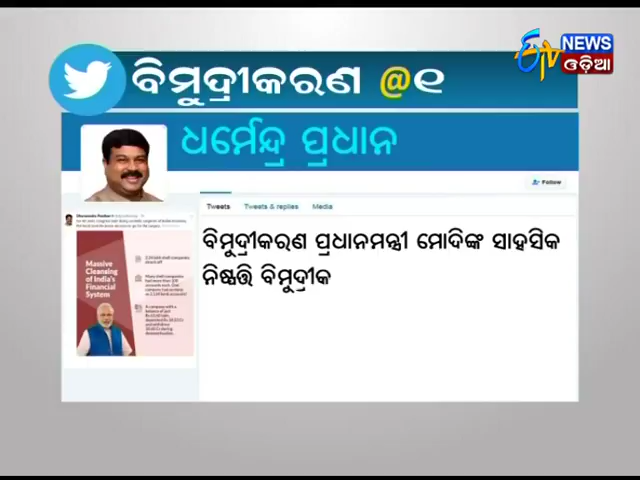 ETV NEWS
ଓଡ଼ିଆ
ବିମୁଦ୍ରୀକରଣ @୧
ଧର୍ମେନ୍ଦ୍ର ପ୍ରଧାନ
Follow
Tweets Tweets & replies Media
ବିମୁଦ୍ରୀକରଣ ପ୍ରଧାନମନ୍ତ୍ରୀ ମୋଦିଙ୍କ ସାହସିକ
ନିଷ୍ପତ୍ତି ବିମୁଦ୍ରୀକ
Massive
Cleansing
of India's
Financial
System